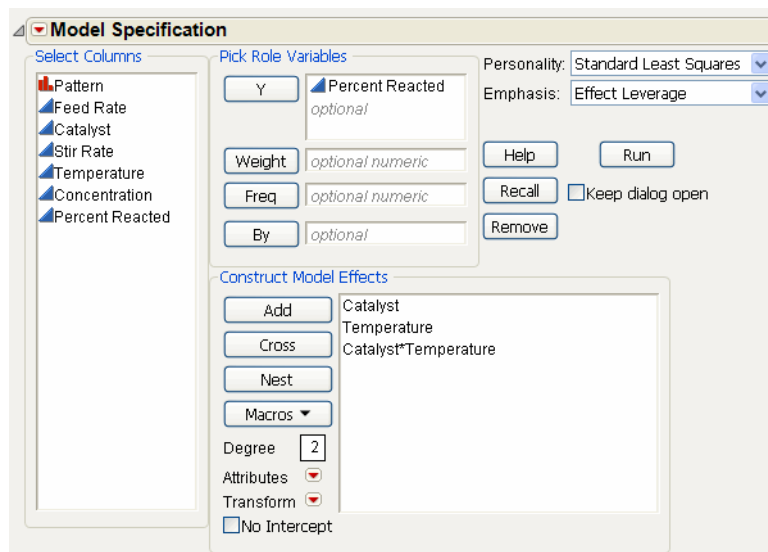 Model Specification
Select Columns
Pattern
Feed Rate
Catalyst
Stir Rate
Temperature
Concentration
Percent Reacted
Pick Role Variables
Y
Percent Reacted
optional
Weight
optional numeric
Freq
optional numeric
By
optional
Personality: Standard Least Squares
Emphasis: Effect Leverage
Help
Run
Recall
Keep dialog open
Remove
Construct Model Effects
Add
Cross
Nest
Macros
Degree 2
Attributes
Transform
No Intercept
Catalyst
Temperature
Catalyst*Temperature